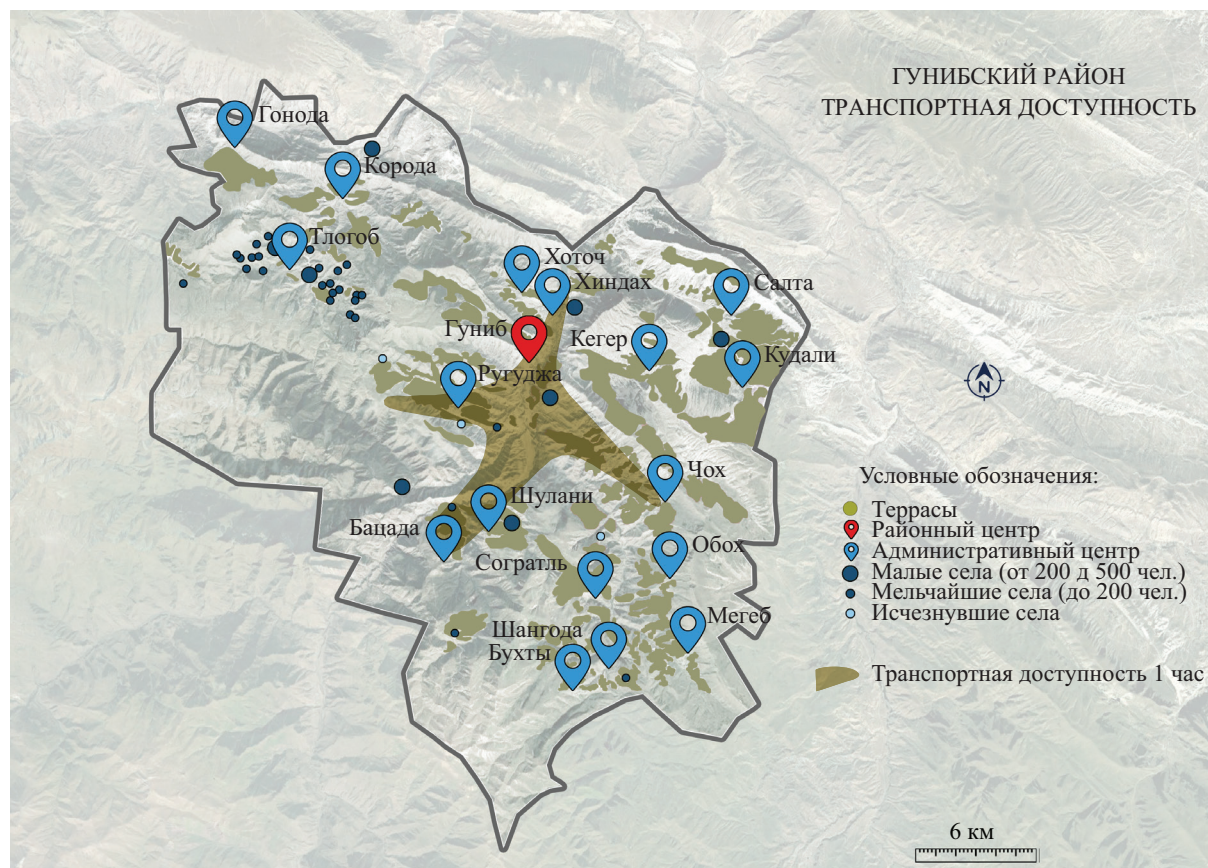 ГУНИБСКИЙ РАЙОН
ТРАНСПОРТНАЯ ДОСТУПНОСТЬ
Гонода
Корода
Тлогоб
Хоточ
Хиндах
Салта
Гуниб
Кегер
Кудали
Ругуджа
Чох
Шулани
Бацада
Обох
Согратль
Мегеб
Шангода
Бухты
N
Условные обозначения:
Террасы
Районный центр
Административный центр
Малые села (от 200 д 500 чел.)
Мельчайшие села (до 200 чел.)
Исчезнувшие села
Транспортная доступность 1 час
6 км